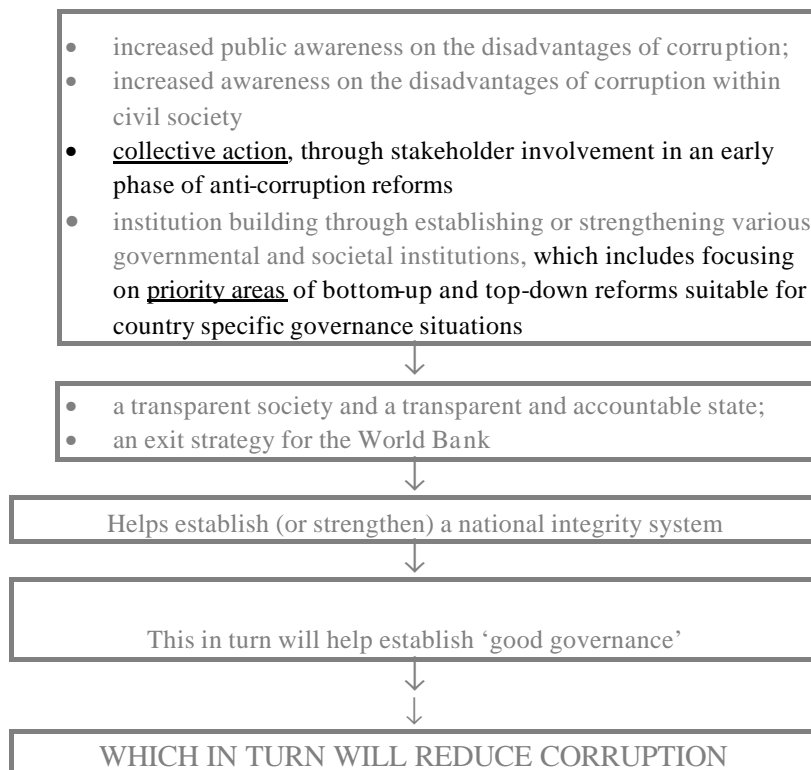 • increased public awareness on the disadvantages of corruption;
• increased awareness on the disadvantages of corruption within
civil society
• collective action, through stakeholder involvement in an early
phase of anti-corruption reforms
• institution building through establishing or strengthening various
governmental and societal institutions, which includes focusing
on priority areas of bottom-up and top-down reforms suitable for
country specific governance situations
• a transparent society and a transparent and accountable state;
• an exit strategy for the World Bank
Helps establish (or strengthen) a national integrity system
This in turn will help establish ‘good governance’
WHICH IN TURN WILL REDUCE CORRUPTION